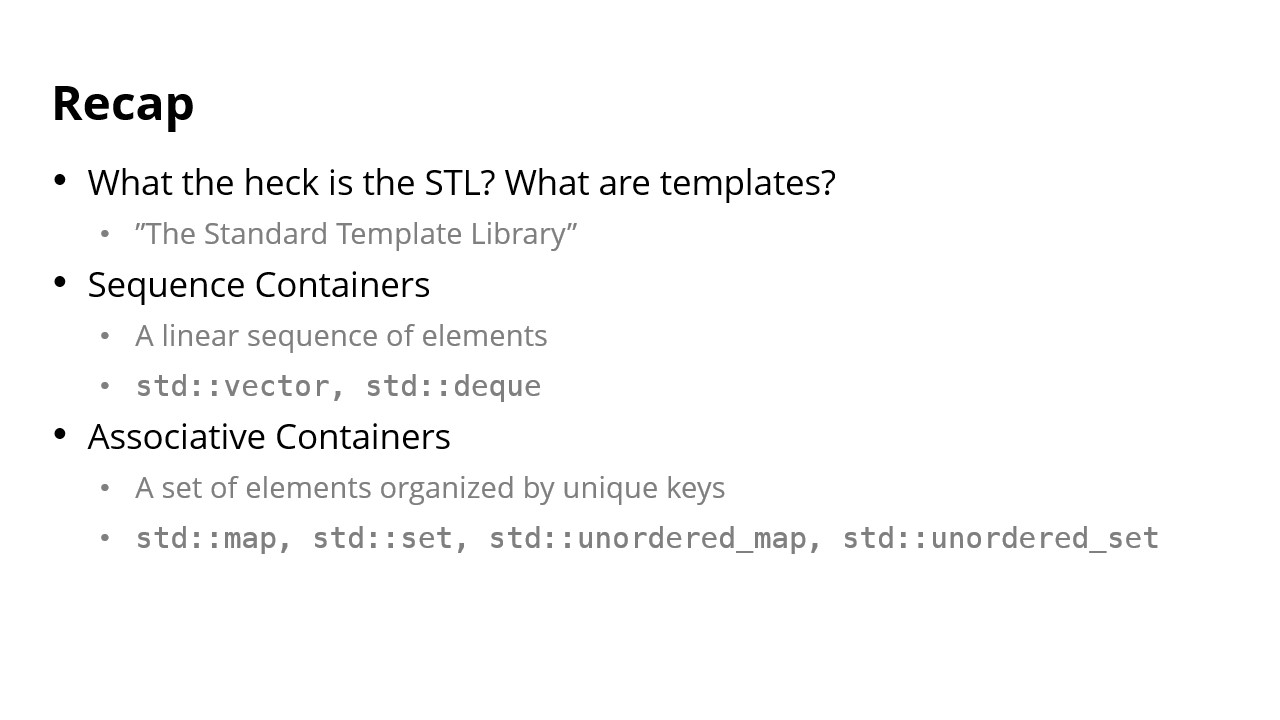 Recap
• What the heck is the STL? What are templates?
• ”The Standard Template Library”
• Sequence Containers
• A linear sequence of elements
• std::vector, std::deque
• Associative Containers
• A set of elements organized by unique keys
• std::map, std::set, std::unordered_map, std::unordered_set